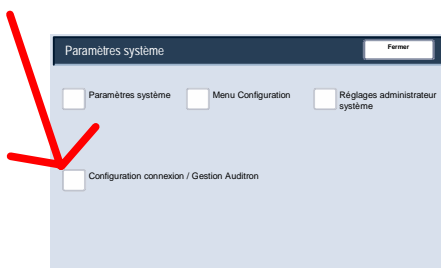 Paramètres système
Fermer
Paramètres système
Menu Configuration
Réglages administrateur
système
Configuration connexion / Gestion Auditron